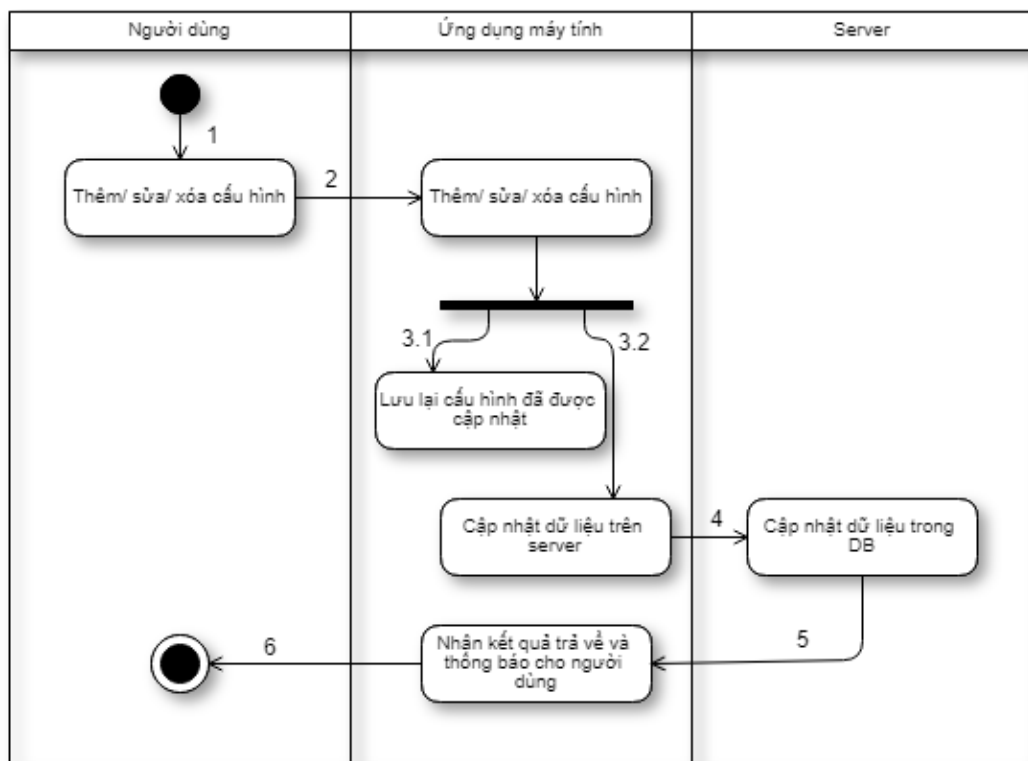 Người dùng
Ứng dụng máy tính
Server
1
Thêm/ sửa/ xóa cấu hình
2
Thêm/ sửa/ xóa cấu hình
3.1
3.2
Lưu lại cấu hình đã được
cập nhật
Cập nhật dữ liệu trên
server
4
Cập nhật dữ liệu trong
DB
5
Nhận kết quả trả về và
thống báo cho người
dùng
6